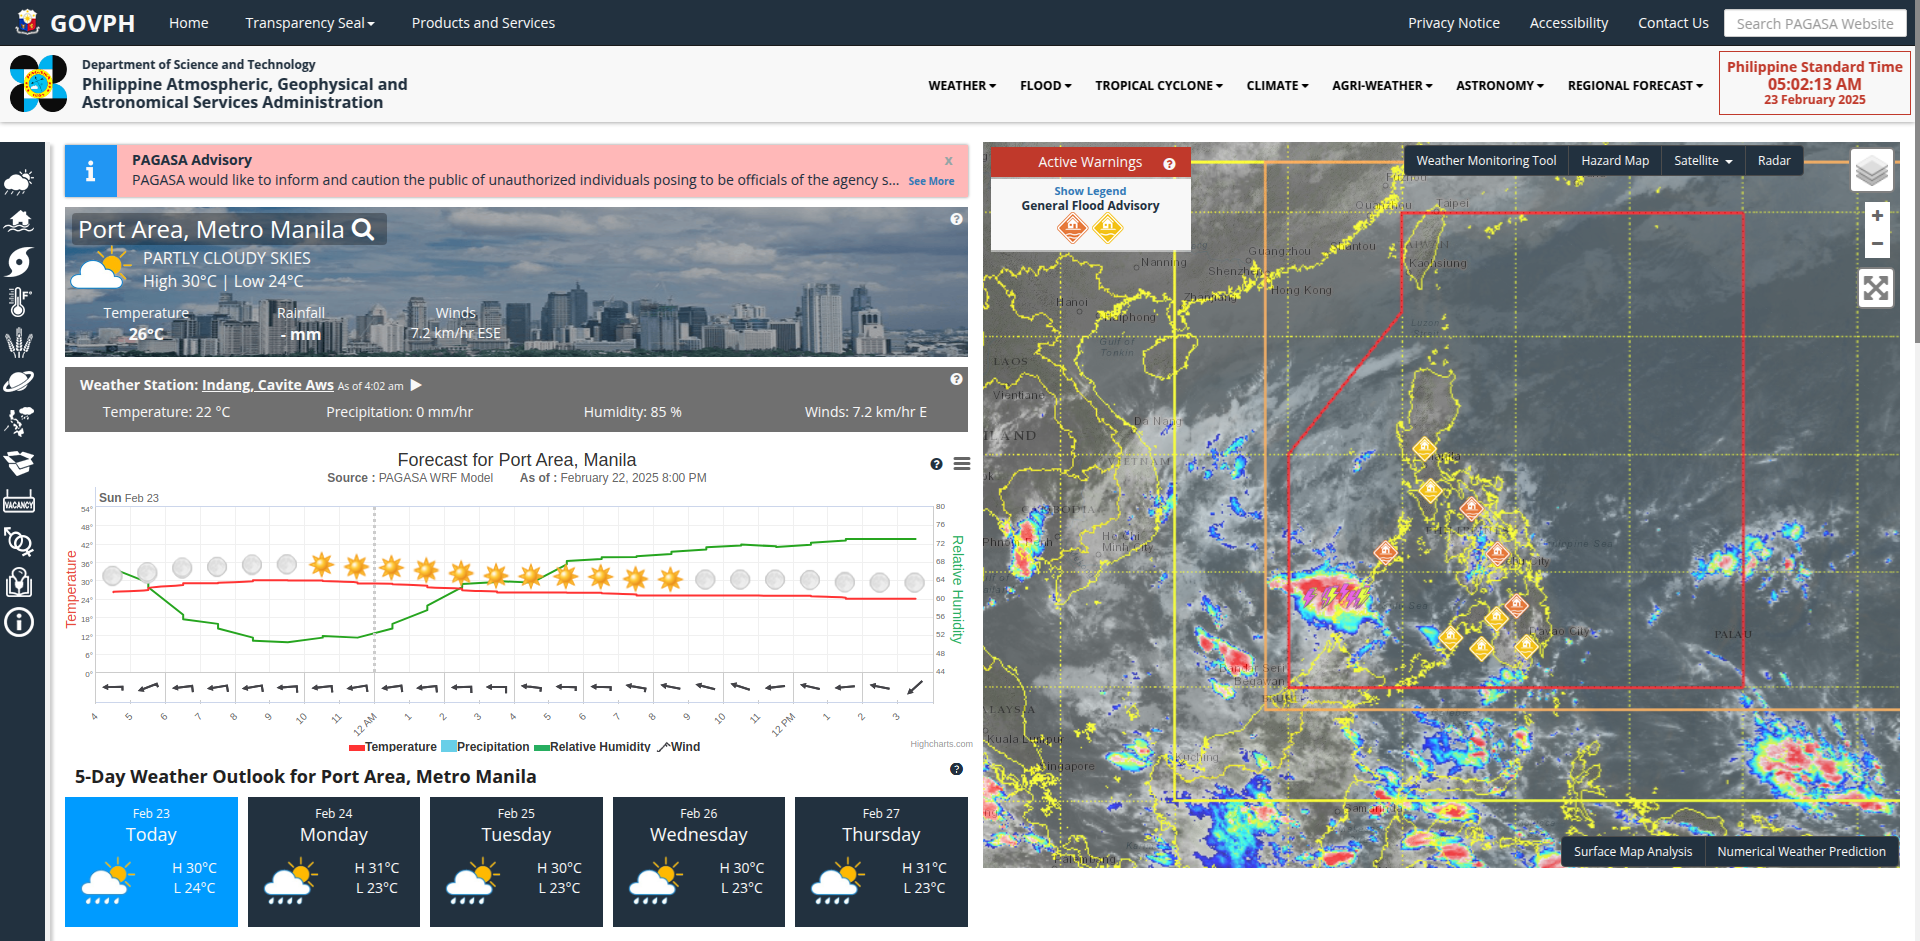 GOVPH
Home
Transparency Seal
Products and Services
Privacy Notice
Accessibility
Contact Us
Search PAGASA Website
Department of Science and Technology
Philippine Atmospheric, Geophysical and
Astronomical Services Administration
WEATHER
FLOOD
TROPICAL CYCLONE
CLIMATE
AGRI-WEATHER
ASTRONOMY
REGIONAL FORECAST
Philippine Standard Time
05:02:13 AM
23 February 2025
PAGASA Advisory
x
PAGASA would like to inform and caution the public of unauthorized individuals posing to be officials of the agency s...
See More
Port Area, Metro Manila
PARTLY CLOUDY SKIES
High 30°C | Low 24°C
Temperature
Rainfall
Winds
26°C
- mm
7.2 km/hr ESE
Weather Station: Indang, Cavite Aws As of 4:02 am
Temperature: 22 °C
Precipitation: 0 mm/hr
Humidity: 85 %
Winds: 7.2 km/hr E
Forecast for Port Area, Manila
Source : PAGASA WRF Model
As of : February 22, 2025 8:00 PM
Sun Feb 23
Temperature
54°
48°
42°
36°
30°
24°
18°
12°
6°
0°
80
76
72
68
64
60
56
52
48
44
Relative Humidity
4
5
6
7
8
9
10
11
12 AM
1
2
3
4
5
6
7
8
9
10
11
12 PM
1
2
3
Temperature
Precipitation
Relative Humidity
Wind
Highcharts.com
5-Day Weather Outlook for Port Area, Metro Manila
Feb 23
Today
H 30°C
L 24°C
Feb 24
Monday
H 31°C
L 23°C
Feb 25
Tuesday
H 30°C
L 23°C
Feb 26
Wednesday
H 30°C
L 23°C
Feb 27
Thursday
H 31°C
L 23°C
VACANCY
Active Warnings
Show Legend
General Flood Advisory
Weather Monitoring Tool
Hazard Map
Satellite
Radar
+
−
Taipei
Guangzhou
Nanning
Shenzhen
Kaohsiung
Hong Kong
Zhanjiang
Hanoi
Haiphong
Gulf of
Tonkin
Luzon
LAOS
Vientiane
Da Nang
VIETNAM
Ho Chi
Minh City
Davao City
PALAU
Bandar Seri
Begawan
Kuala Lumpur
Singapore
Kuching
Samarinda
Surface Map Analysis
Numerical Weather Prediction